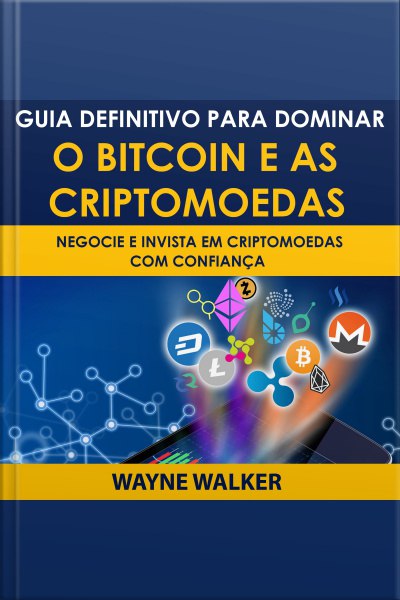 GUIA DEFINITIVO PARA DOMINAR
O BITCOIN E AS
CRIPTOMOEDAS
NEGOCIE E INVISTA EM CRIPTOMOEDAS
COM CONFIANÇA
WAYNE WALKER